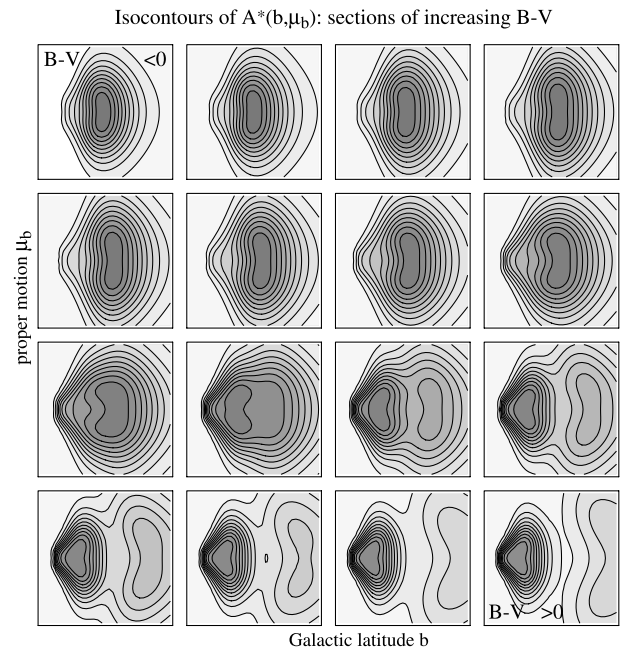 Isocontours of A*(b,μb): sections of increasing B-V
B-V <0
proper motion μb
B-V >0
Galactic latitude b